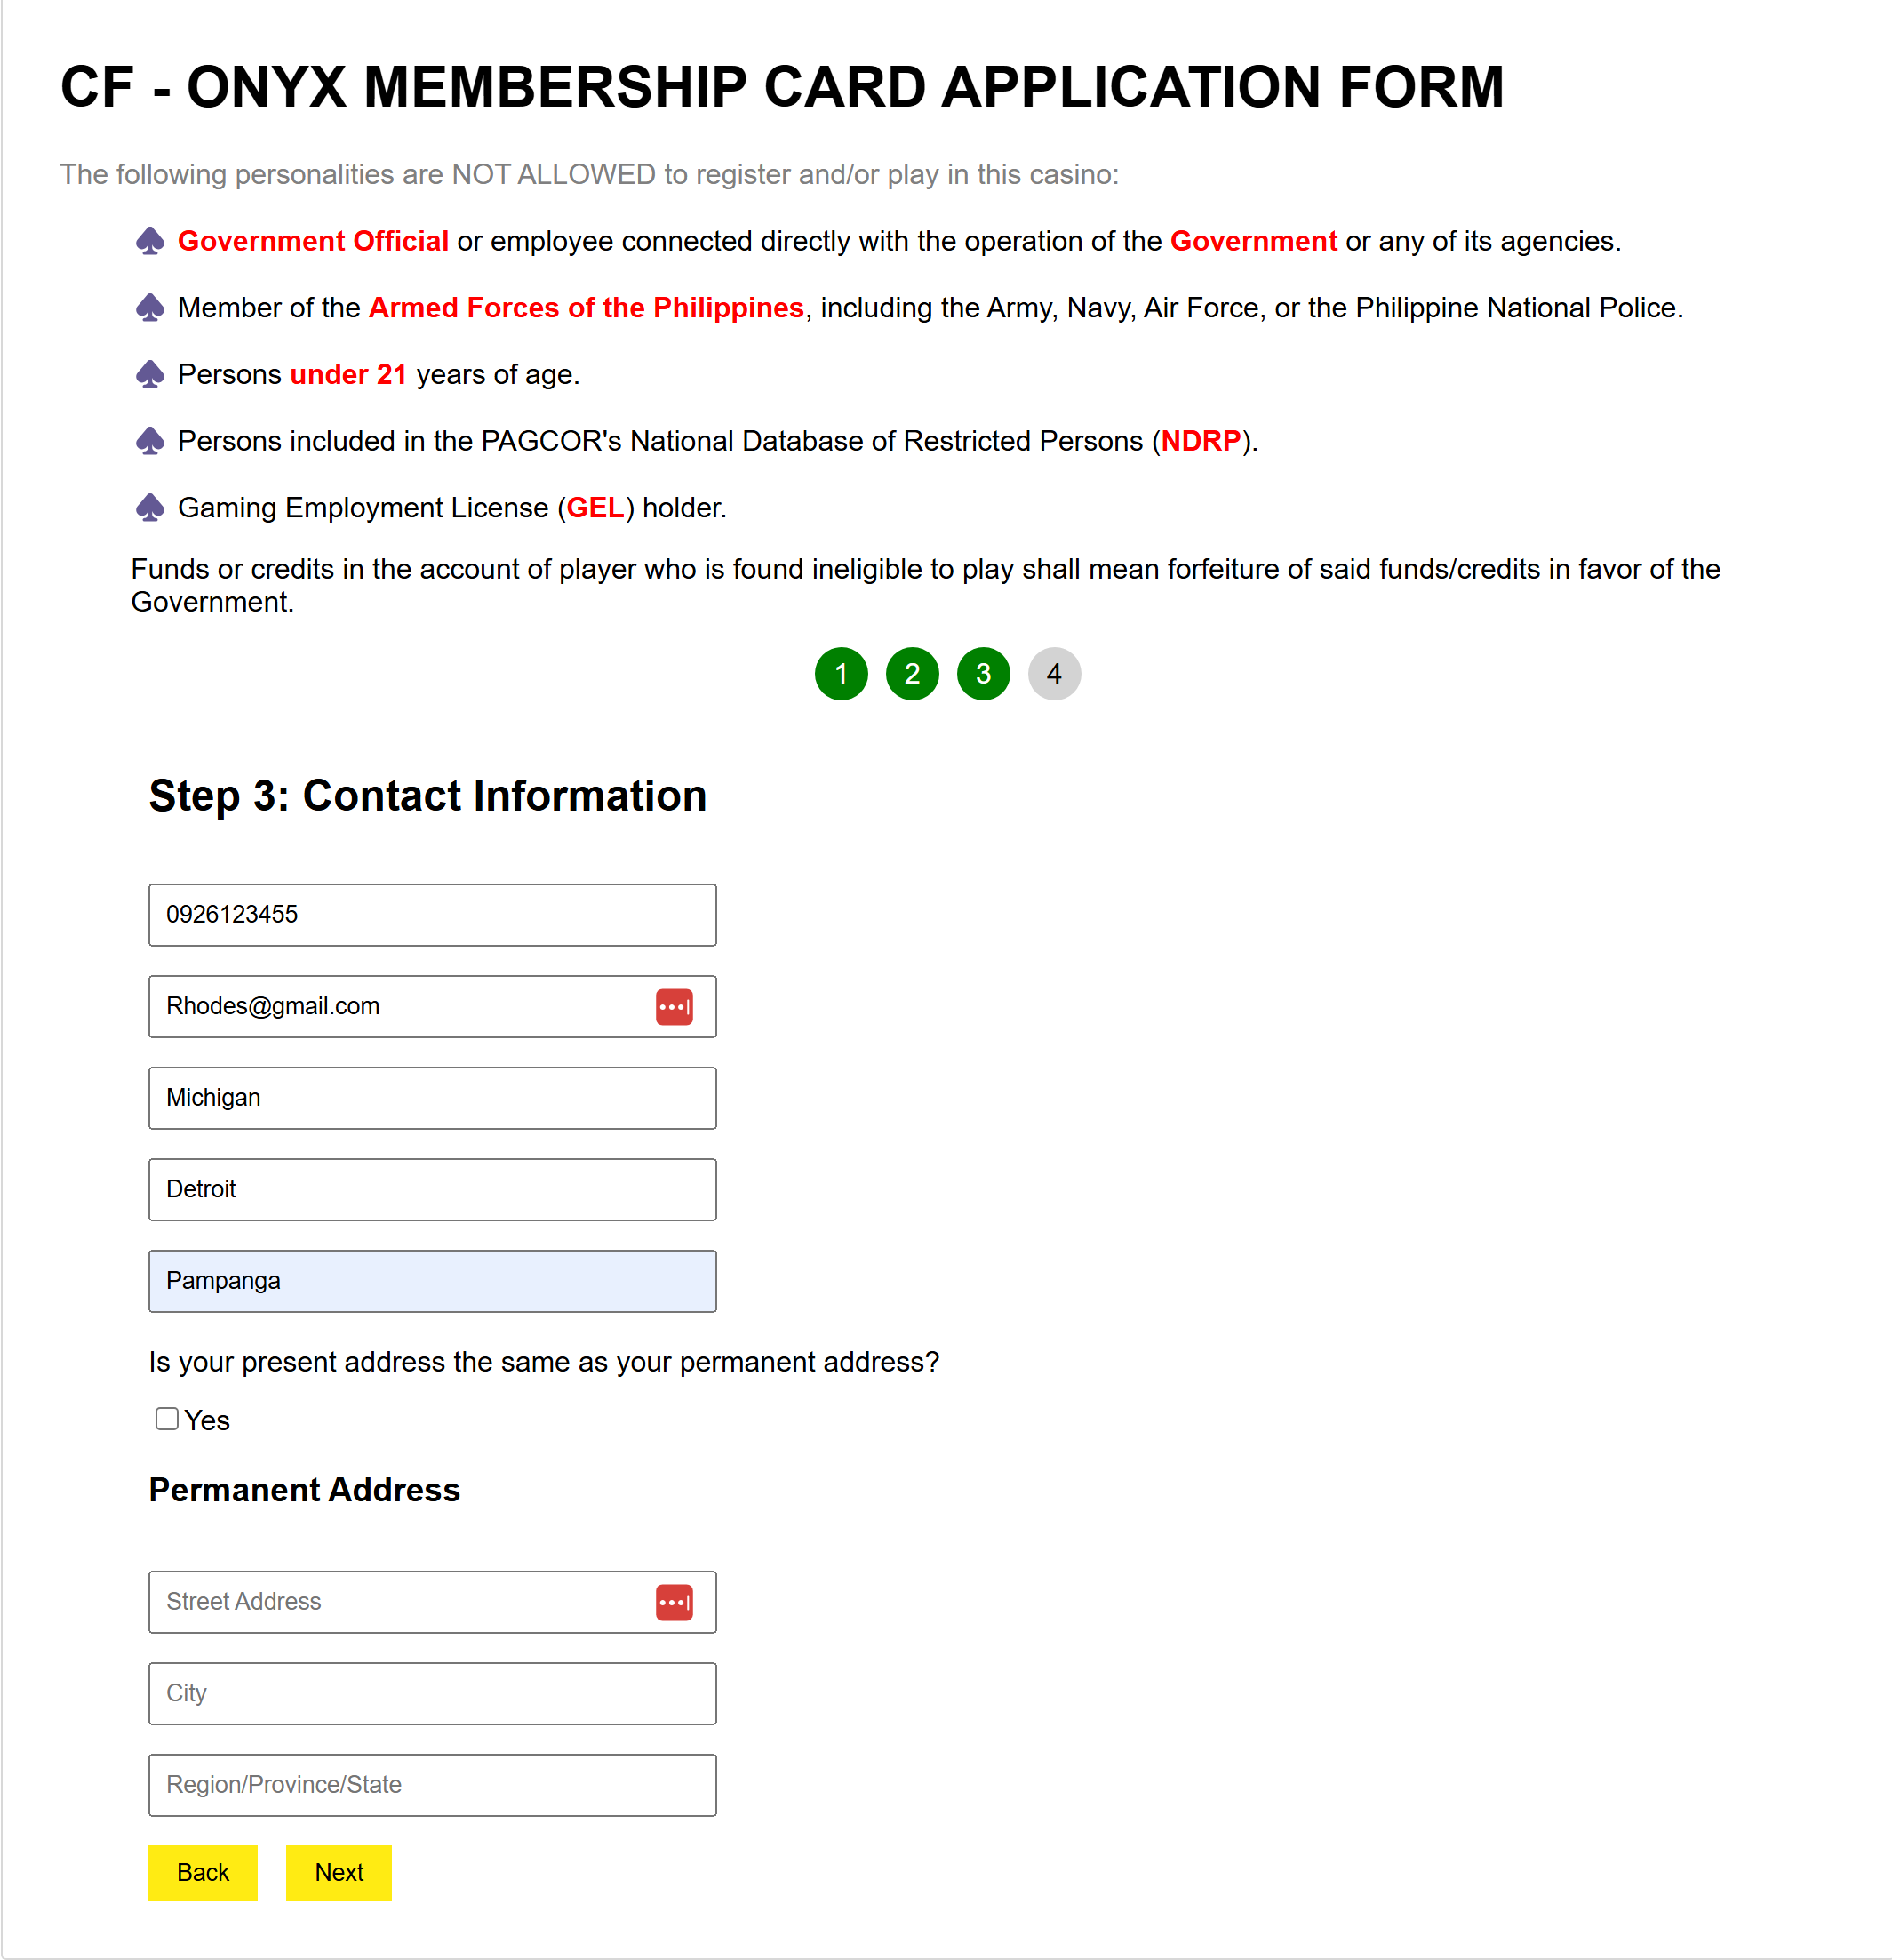 CF - ONYX MEMBERSHIP CARD APPLICATION FORM
The following personalities are NOT ALLOWED to register and/or play in this casino:
Government Official or employee connected directly with the operation of the Government or any of its agencies.
Member of the Armed Forces of the Philippines, including the Army, Navy, Air Force, or the Philippine National Police.
Persons under 21 years of age.
Persons included in the PAGCOR's National Database of Restricted Persons (NDRP).
Gaming Employment License (GEL) holder.
Funds or credits in the account of player who is found ineligible to play shall mean forfeiture of said funds/credits in favor of the
Government.
1 2 3 4
Step 3: Contact Information
0926123455
Rhodes@gmail.com
Michigan
Detroit
Pampanga
Is your present address the same as your permanent address?
Yes
Permanent Address
Street Address
City
Region/Province/State
Back Next